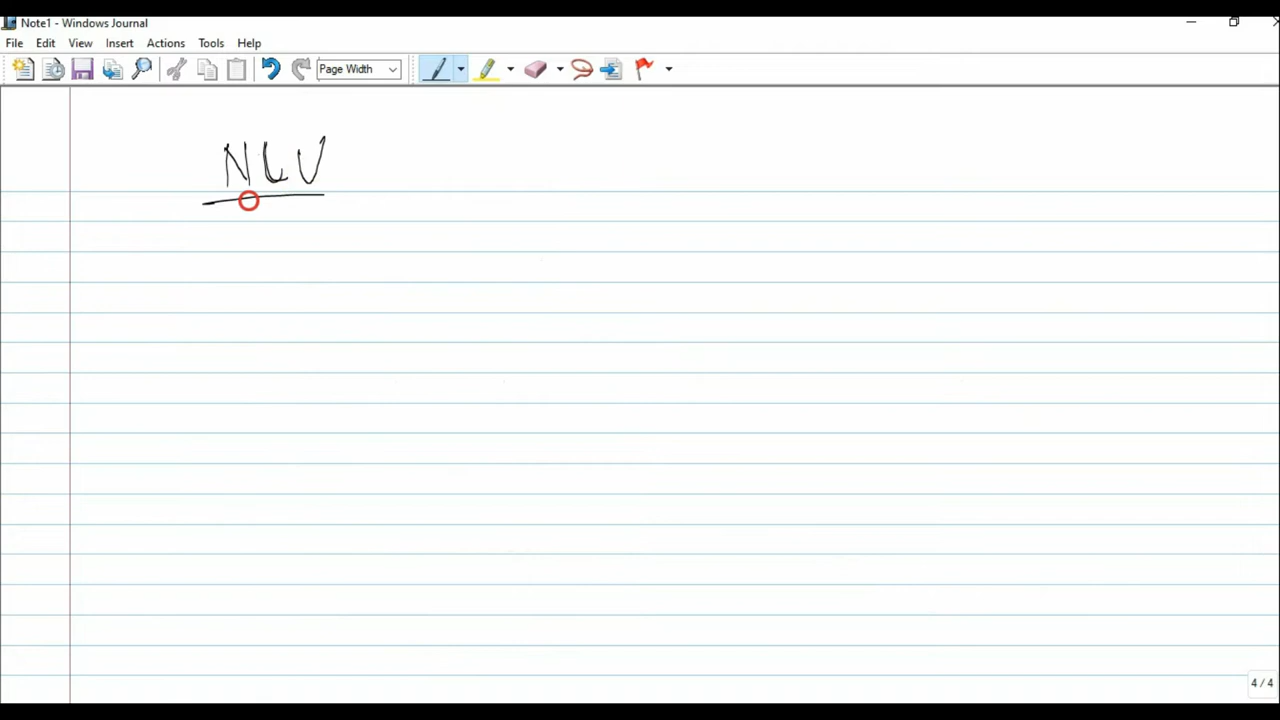 Note1 - Windows Journal
File Edit View Insert Actions Tools Help
Page Width
NLV
4 / 4